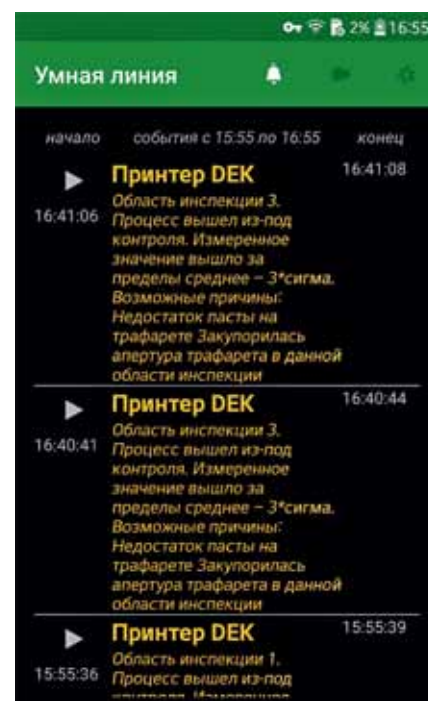 2% 16:55
Умная линия
начало события с 15:55 по 16:55 конец
Принтер DEK 16:41:08
16:41:06
Область инспекции 3.
Процесс вышел из-под
контроля. Измеренное
значение вышло за
пределы среднее – 3*сигма.
Возможные причины:
Недостаток пасты на
трафарете Закупорилась
апертура трафарета в данной
области инспекции
Принтер DEK 16:40:44
16:40:41
Область инспекции 3.
Процесс вышел из-под
контроля. Измеренное
значение вышло за
пределы среднее – 3*сигма.
Возможные причины:
Недостаток пасты на
трафарете Закупорилась
апертура трафарета в данной
области инспекции
Принтер DEK 15:55:39
15:55:36
Область инспекции 1.
Процесс вышел из-под